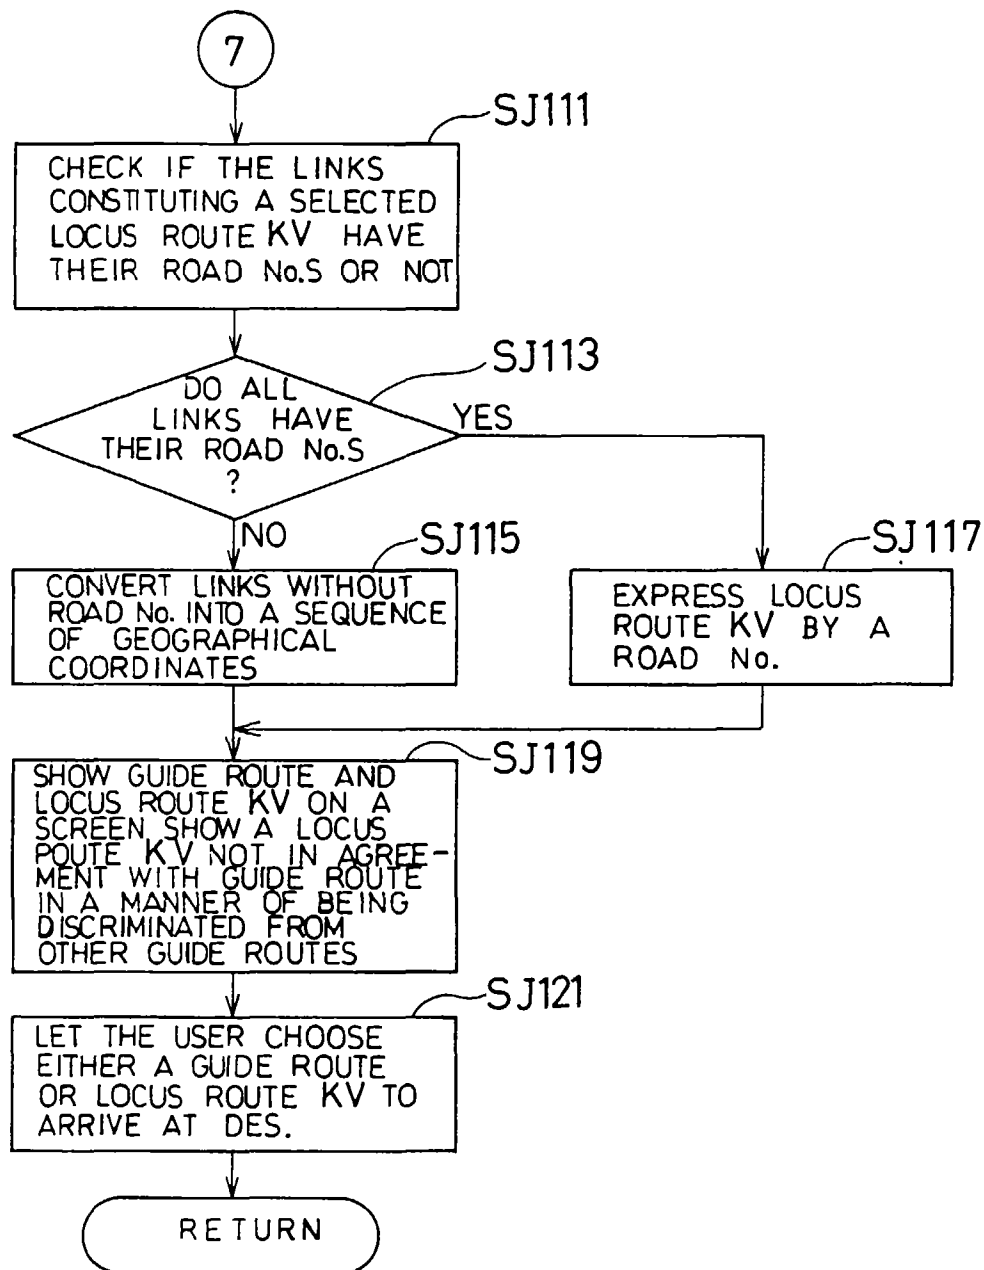 7
SJ111
CHECK IF THE LINKS
CONSTITUTING A SELECTED
LOCUS ROUTE KV HAVE
THEIR ROAD No.S OR NOT
SJ113
DO ALL
LINKS HAVE
THEIR ROAD No.S
?
YES
NO
SJ115
CONVERT LINKS WITHOUT
ROAD No. INTO A SEQUENCE
OF GEOGRAPHICAL
COORDINATES
SJ117
EXPRESS LOCUS
ROUTE KV BY A
ROAD No.
SJ119
SHOW GUIDE ROUTE AND
LOCUS ROUTE KV ON A
SCREEN SHOW A LOCUS
POUTE KV NOT IN AGREE-
MENT WITH GUIDE ROUTE
IN A MANNER OF BEING
DISCRIMINATED FROM
OTHER GUIDE ROUTES
SJ121
LET THE USER CHOOSE
EITHER A GUIDE ROUTE
OR LOCUS ROUTE KV TO
ARRIVE AT DES.
RETURN